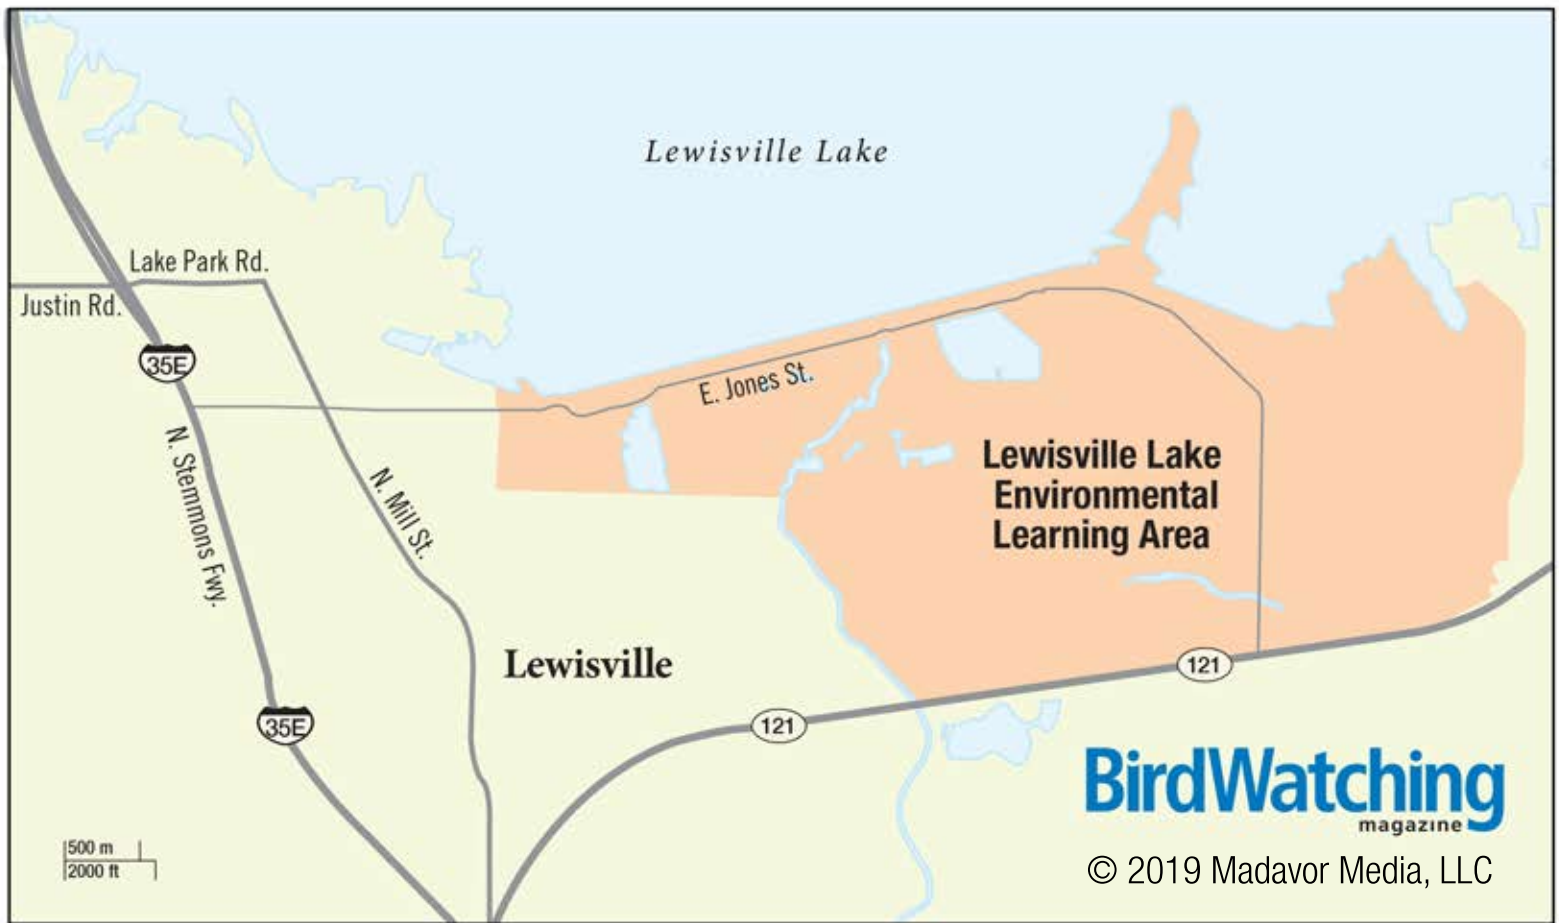 Lewisville Lake
Lake Park Rd.
Justin Rd.
35E
E. Jones St.
N. Stemmons Fwy.
N. Mill St.
Lewisville Lake
Environmental
Learning Area
Lewisville
121
35E
121
BirdWatching
magazine
500 m
2000 ft
© 2019 Madavor Media, LLC